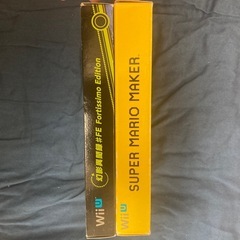 幻影異聞録#FE Fortissimo Edition
Wii U
SUPER MARIO MAKER
Wii U